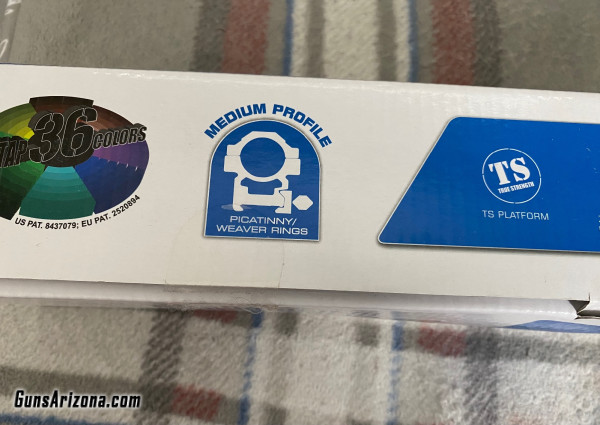 TAP 36 COLORS
US PAT. 8437079; EU PAT. 2520894
MEDIUM PROFILE
PICATINNY/
WEAVER RINGS
TS
TRUE STRENGTH
TS PLATFORM
GunsArizona.com